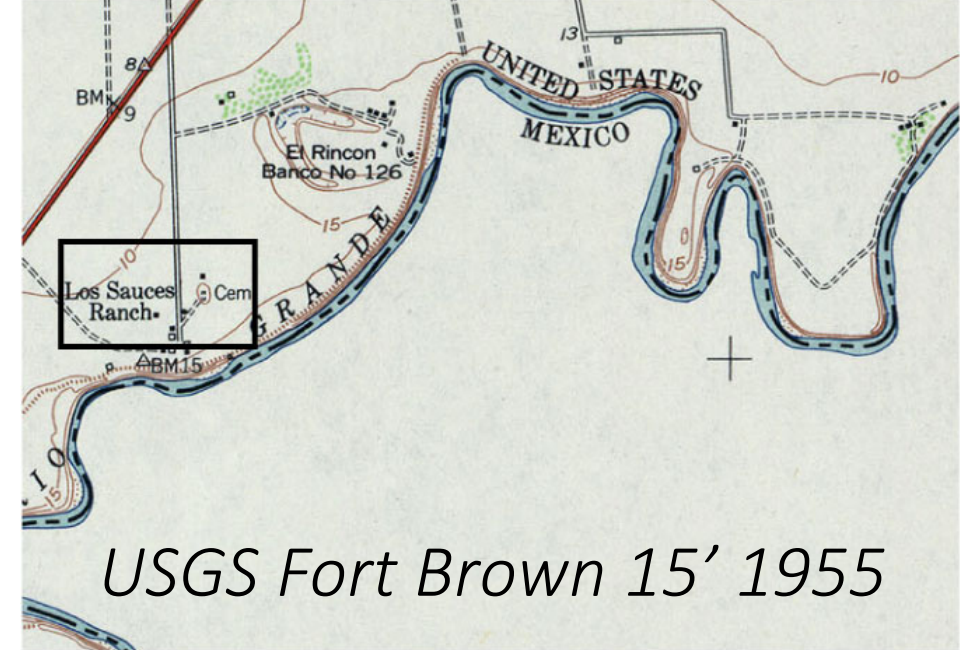 13
8
BM
9
UNITED STATES
10
MEXICO
El Rincon
Banco No 126
15
10
15
Los Sauces
Ranch
Cem
BM15
RIO GRANDE
15
USGS Fort Brown 15’ 1955